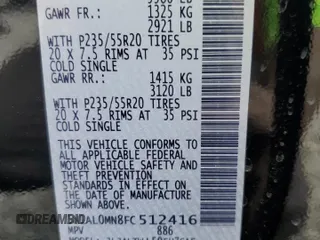 GAWR FR.: 1325 KG
2921 LB
WITH P235/55R20 TIRES
20 X 7.5 RIMS AT 35 PSI
COLD SINGLE
GAWR RR.: 1415 KG
3120 LB
WITH P235/55R20 TIRES
20 X 7.5 RIMS AT 35 PSI
COLD SINGLE
THIS VEHICLE CONFORMS TO
ALL APPLICABLE FEDERAL
MOTOR VEHICLE SAFETY AND
THEFT PREVENTION
STANDARDS IN EFFECT ON
THE DATE OF MANUFACTURE
SHOWN ABOVE.
AL0MN8FC512416
MPV 886